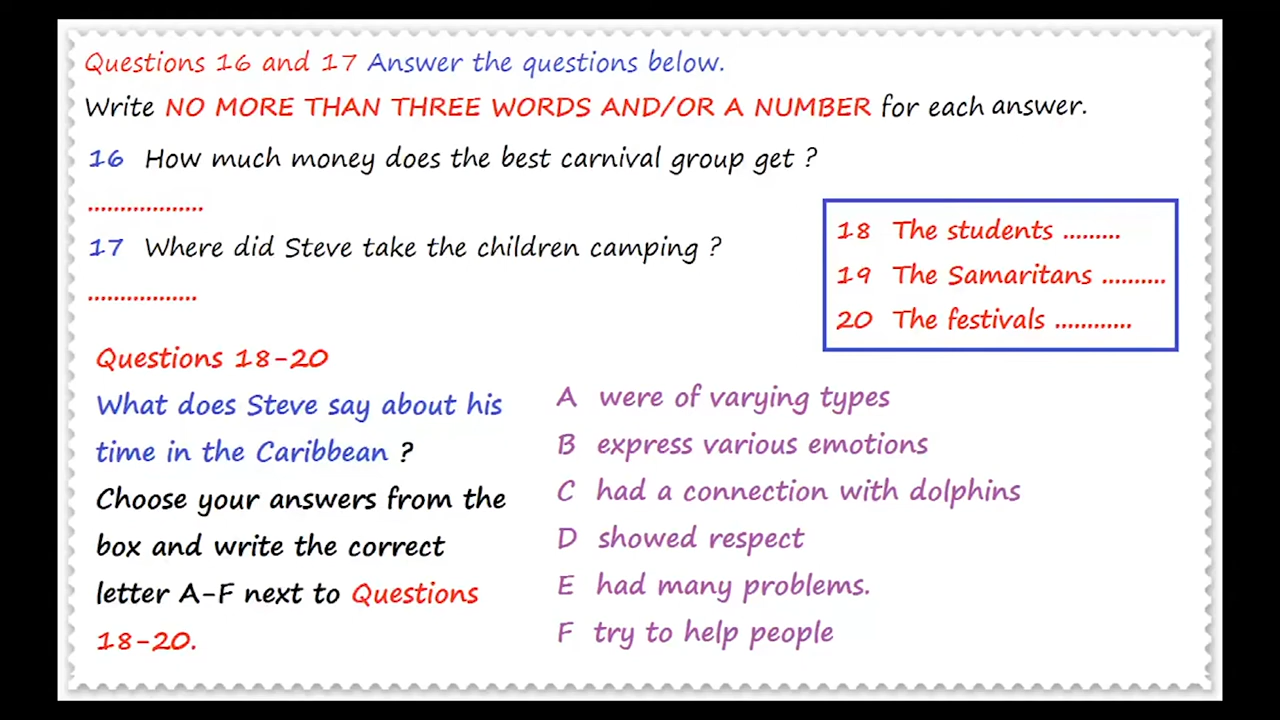 Questions 16 and 17 Answer the questions below.
Write NO MORE THAN THREE WORDS AND/OR A NUMBER for each answer.
16 How much money does the best carnival group get ?
..................
17 Where did Steve take the children camping ?
.................
18 The students .........
19 The Samaritans ..........
20 The festivals ............
Questions 18-20
What does Steve say about his
time in the Caribbean ?
Choose your answers from the
box and write the correct
letter A-F next to Questions
18-20.
A were of varying types
B express various emotions
C had a connection with dolphins
D showed respect
E had many problems.
F try to help people